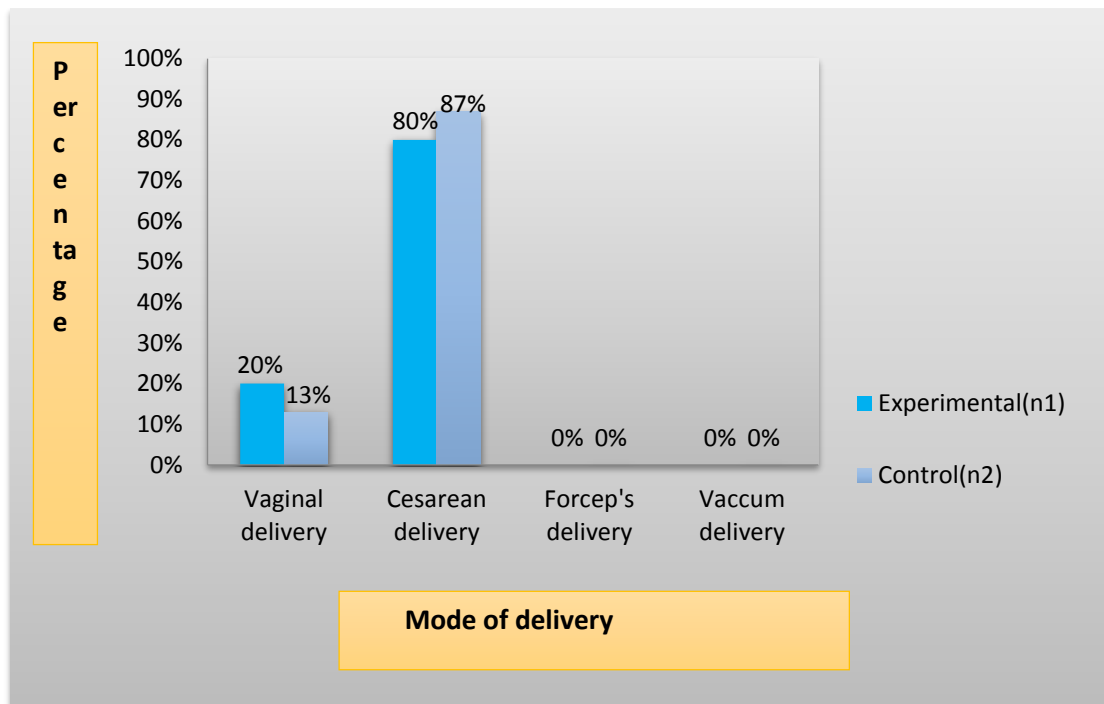 P
er
c
e
n
ta
g
e
100%
90%
80%
70%
60%
50%
40%
30%
20%
10%
0%
20%
13%
80%
87%
0% 0%
0% 0%
Vaginal
delivery
Cesarean
delivery
Forcep's
delivery
Vaccum
delivery
Experimental(n1)
Control(n2)
Mode of delivery